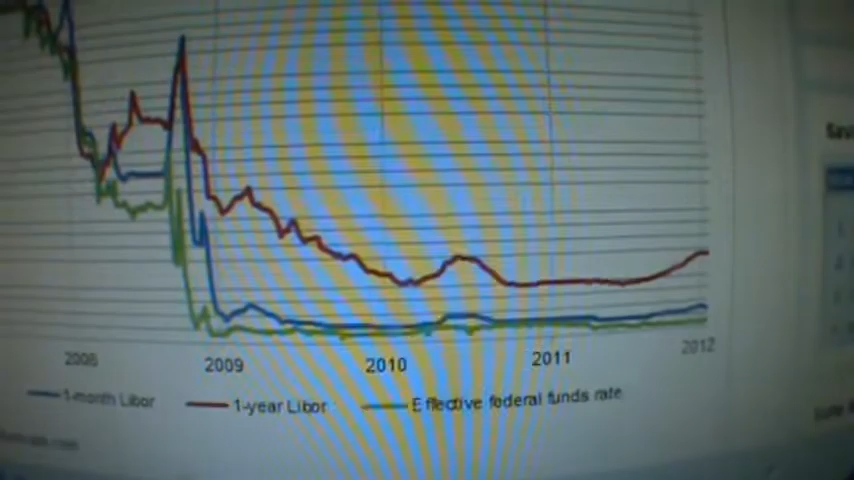 2008 2009 2010 2011 2012
1-month Libor 1-year Libor Effective federal funds rate